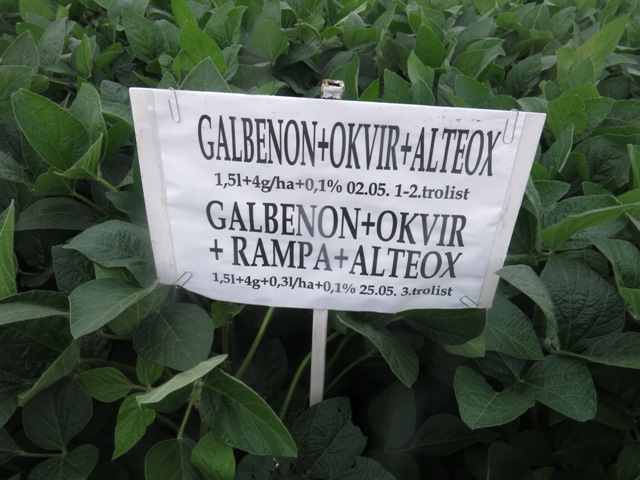 GALBENON+OKVIR+ALTEOX
1,5l+4g/ha+0,1% 02.05. 1-2.trolist
GALBENON+OKVIR
+ RAMPA+ALTEOX
1,5l+4g+0,3l/ha+0,1% 25.05. 3.trolist